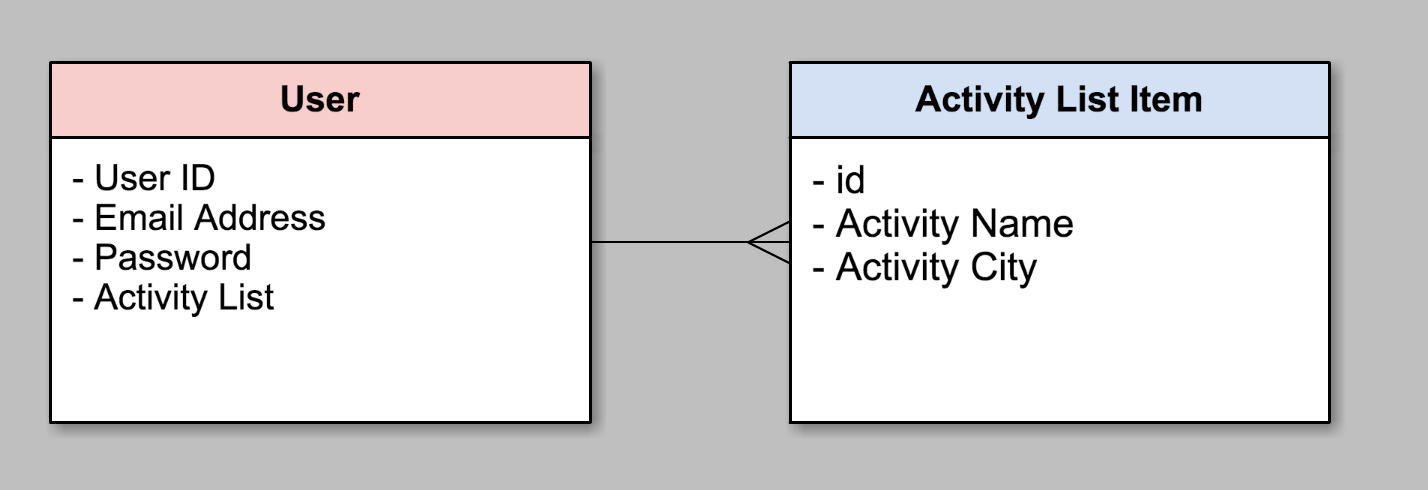 User
- User ID
- Email Address
- Password
- Activity List
Activity List Item
- id
- Activity Name
- Activity City